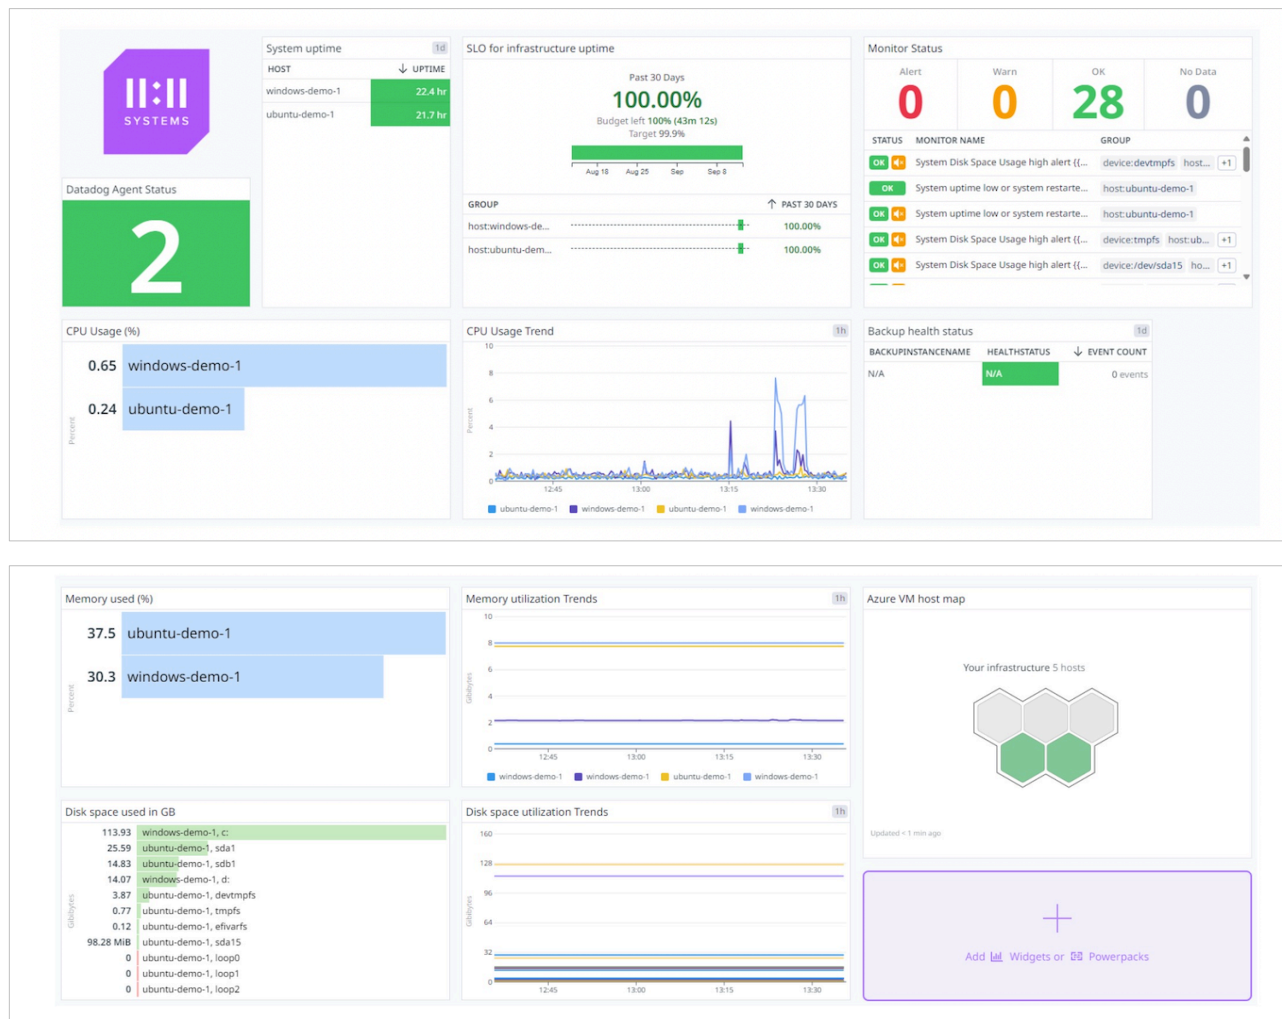 SYSTEMS
Datadog Agent Status
2
System uptime 1d
HOST ↓ UPTIME
windows-demo-1 22.4 hr
ubuntu-demo-1 21.7 hr
SLO for infrastructure uptime
Past 30 Days
100.00%
Budget left 100% (43m 12s)
Target 99.9%
Aug 18 Aug 25 Sep Sep 8
GROUP ↑ PAST 30 DAYS
host:windows-de... 100.00%
host:ubuntu-dem... 100.00%
Monitor Status
Alert Warn OK No Data
0 0 28 0
STATUS MONITOR NAME GROUP
OK System Disk Space Usage high alert {{... device:devtmpfs host... +1
OK System uptime low or system restarte... host:ubuntu-demo-1
OK System uptime low or system restarte... host:ubuntu-demo-1
OK System Disk Space Usage high alert {{... device:tmpfs host:ub... +1
OK System Disk Space Usage high alert {{... device:/dev/sda15 ho... +1
CPU Usage (%)
Percent
0.65 windows-demo-1
0.24 ubuntu-demo-1
CPU Usage Trend 1h
Percent
10
8
6
4
2
0
12:45 13:00 13:15 13:30
ubuntu-demo-1 windows-demo-1 ubuntu-demo-1 windows-demo-1
Backup health status 1d
BACKUPINSTANCENAME HEALTHSTATUS ↓ EVENT COUNT
N/A N/A 0 events
Memory used (%)
Percent
37.5 ubuntu-demo-1
30.3 windows-demo-1
Memory utilization Trends 1h
Gibibytes
10
8
6
4
2
0
12:45 13:00 13:15 13:30
windows-demo-1 windows-demo-1 ubuntu-demo-1 windows-demo-1
Azure VM host map
Your infrastructure 5 hosts
Updated < 1 min ago
Disk space used in GB
Gibibytes
113.93 windows-demo-1, c:
25.59 ubuntu-demo-1, sda1
14.83 ubuntu-demo-1, sdb1
14.07 windows-demo-1, d:
3.87 ubuntu-demo-1, devtmpfs
0.77 ubuntu-demo-1, tmpfs
0.12 ubuntu-demo-1, efivarfs
98.28 MiB ubuntu-demo-1, sda15
0 ubuntu-demo-1, loop0
0 ubuntu-demo-1, loop1
0 ubuntu-demo-1, loop2
Disk space utilization Trends 1h
Gibibytes
160
128
96
64
32
0
12:45 13:00 13:15 13:30
Add Widgets or Powerpacks